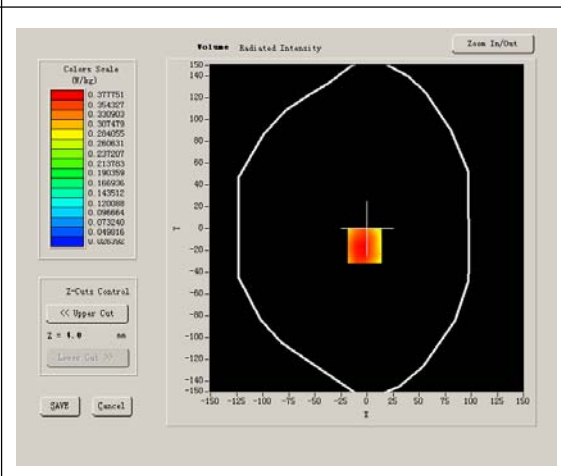 Volume Radiated Intensity
Zoom In/Out
Colors Scale
(W/kg)
0.377751
0.354327
0.330903
0.307479
0.284055
0.260631
0.237207
0.213783
0.190359
0.166936
0.143512
0.120088
0.096664
0.073240
0.049816
0.026392
Z-Cuts Control
<< Upper Cut
Z = 4.0 mm
Lower Cut >>
SAVE
Cancel
150
140
120
100
80
60
40
20
0
-20
-40
-60
-80
-100
-120
-140
-150
Y
-150 -125 -100 -75 -50 -25 0 25 50 75 100 125 150
X